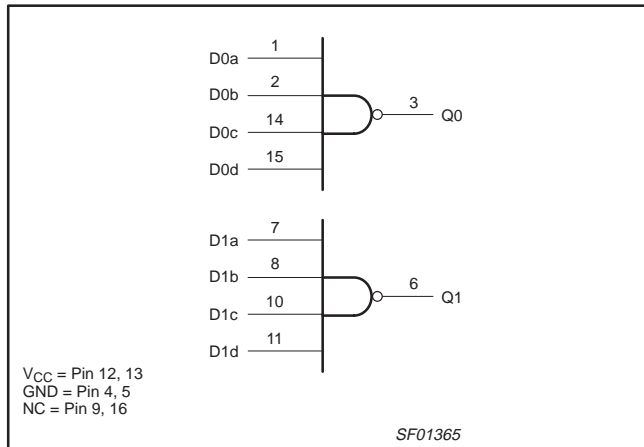 D0a 1
D0b 2
D0c 14
D0d 15
3 Q0
D1a 7
D1b 8
D1c 10
D1d 11
6 Q1
VCC = Pin 12, 13
GND = Pin 4, 5
NC = Pin 9, 16
SF01365